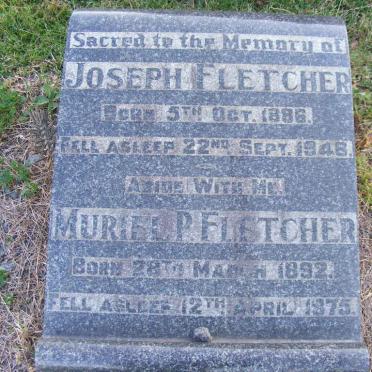 Sacred to the Memory of
JOSEPH FLETCHER
BORN 5TH OCT. 1886.
FELL ASLEEP 22ND SEPT. 1946.
ABIDE WITH ME.
MURIEL P. FLETCHER
BORN 28TH MARCH 1892.
FELL ASLEEP 12TH APRIL 1975.